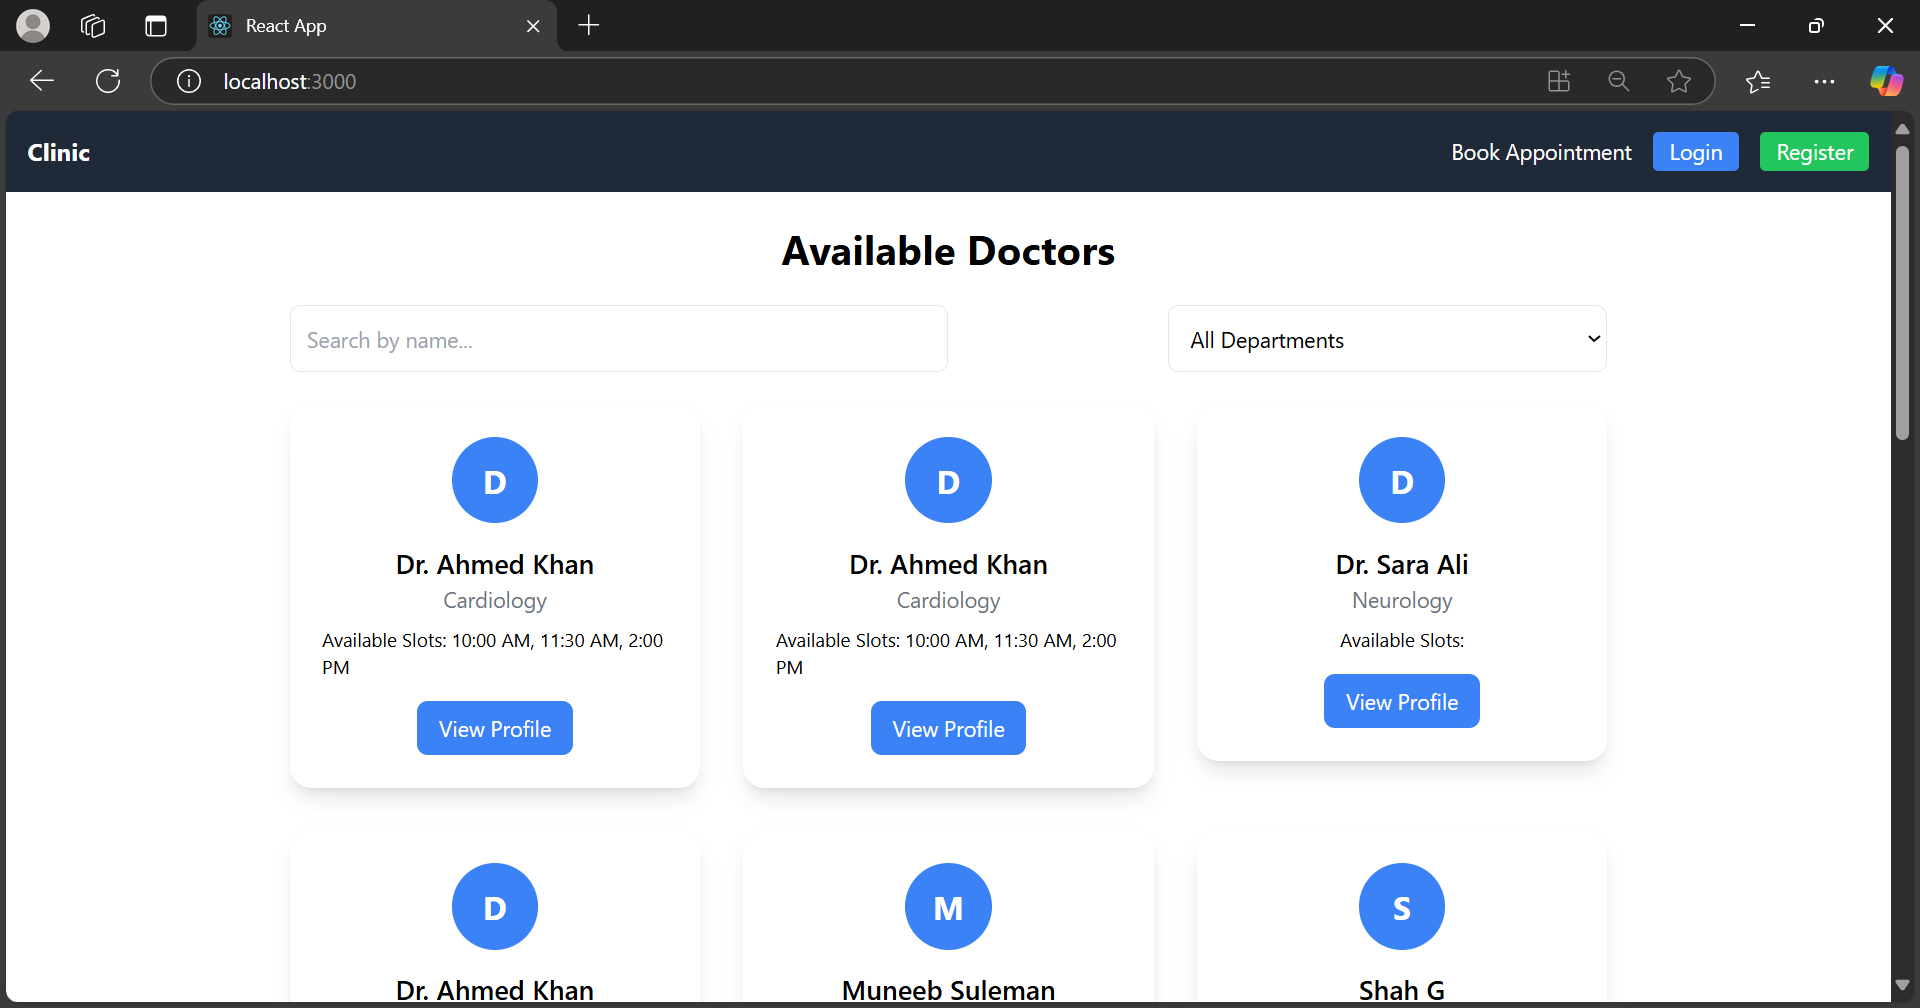 React App
localhost:3000
Clinic
Book Appointment
Login
Register
Available Doctors
Search by name...
All Departments
D
Dr. Ahmed Khan
Cardiology
Available Slots: 10:00 AM, 11:30 AM, 2:00
PM
View Profile
D
Dr. Ahmed Khan
Cardiology
Available Slots: 10:00 AM, 11:30 AM, 2:00
PM
View Profile
D
Dr. Sara Ali
Neurology
Available Slots:
View Profile
D
Dr. Ahmed Khan
M
Muneeb Suleman
S
Shah G